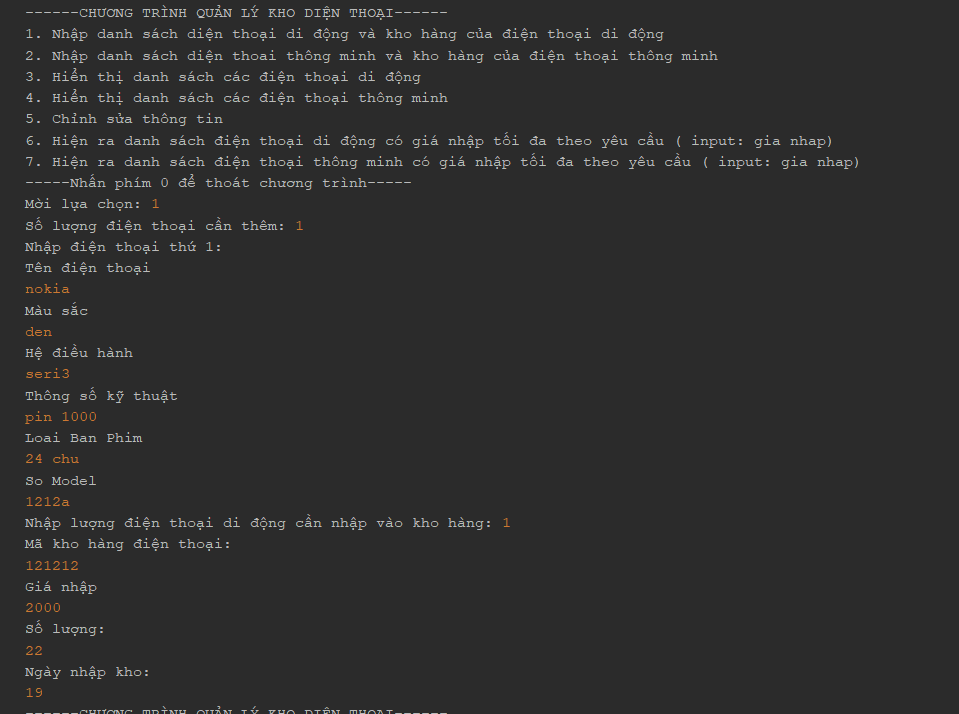 ------CHƯƠNG TRÌNH QUẢN LÝ KHO DIỆN THOẠI------
1. Nhập danh sách diện thoại di động và kho hàng của điện thoại di động
2. Nhập danh sách diện thoai thông minh và kho hàng của điện thoại thông minh
3. Hiển thị danh sách các điện thoại di động
4. Hiển thị danh sách các điện thoại thông minh
5. Chỉnh sửa thông tin
6. Hiện ra danh sách điện thoại di động có giá nhập tối đa theo yêu cầu ( input: gia nhap)
7. Hiện ra danh sách điện thoại thông minh có giá nhập tối đa theo yêu cầu ( input: gia nhap)
-----Nhấn phím 0 để thoát chương trình-----
Mời lựa chọn: 1
Số lượng điện thoại cần thêm: 1
Nhập điện thoại thứ 1:
Tên điện thoại
nokia
Màu sắc
den
Hệ điều hành
seri3
Thông số kỹ thuật
pin 1000
Loai Ban Phim
24 chu
So Model
1212a
Nhập lượng điện thoại di động cần nhập vào kho hàng: 1
Mã kho hàng điện thoại:
121212
Giá nhập
2000
Số lượng:
22
Ngày nhập kho:
19
------CHƯƠNG TRÌNH QUẢN LÝ KHO DIỆN THOẠI------